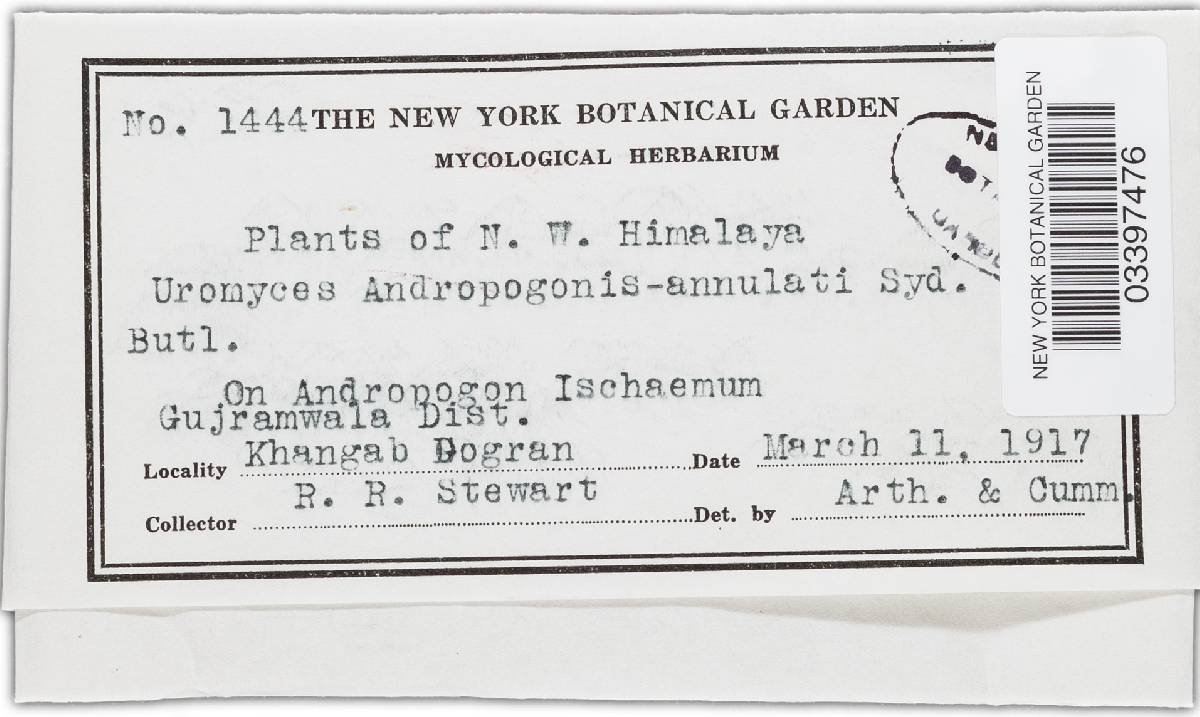 No. 1444 THE NEW YORK BOTANICAL GARDEN
MYCOLOGICAL HERBARIUM
Plants of N. W. Himalaya
Uromyces Andropogonis-annulati Syd.
Butl.
On Andropogon Ischaemum
Gujramwala Dist.
Locality Khangab Dogran Date March 11, 1917
Collector R. R. Stewart Det. by Arth. & Cumm.
NEW YORK BOTANICAL GARDEN
03397476